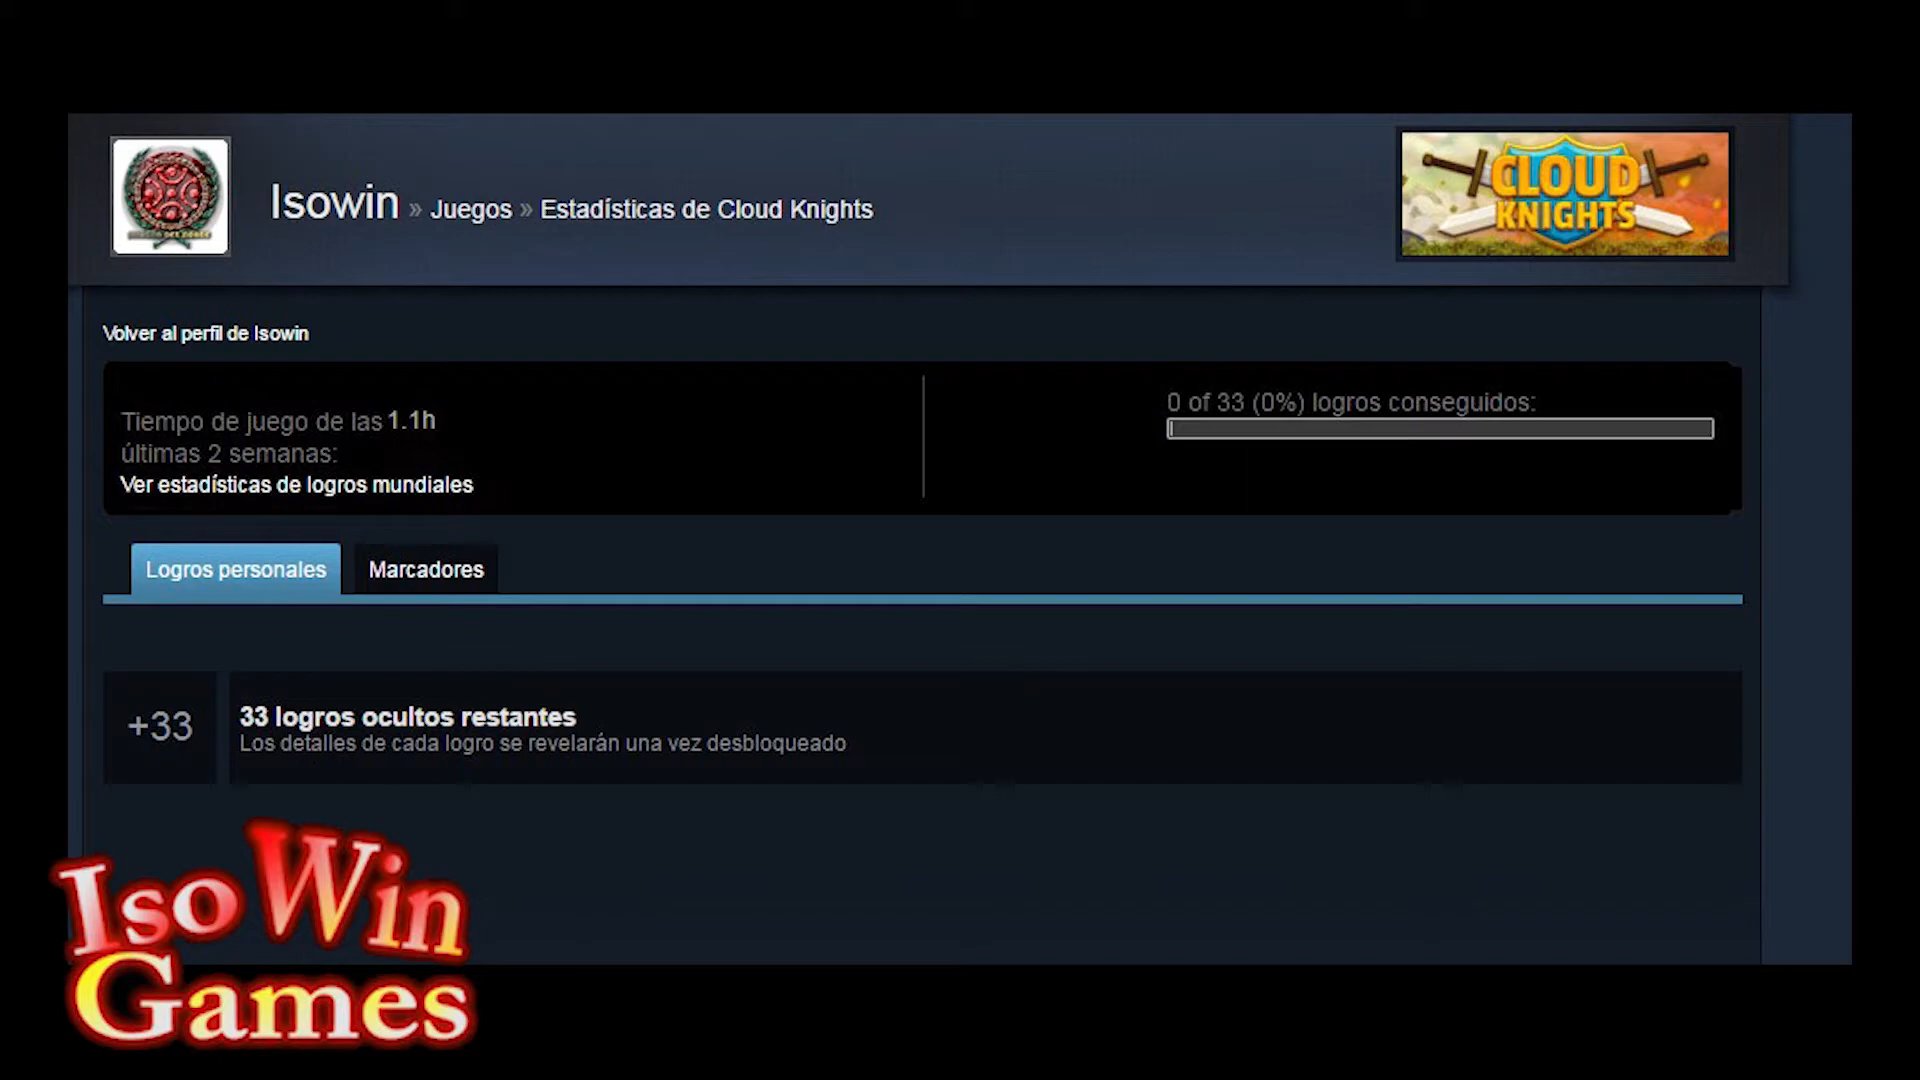 Isowin » Juegos » Estadísticas de Cloud Knights
CLOUD
KNIGHTS
Volver al perfil de Isowin
Tiempo de juego de las 1.1h
últimas 2 semanas:
Ver estadísticas de logros mundiales
0 of 33 (0%) logros conseguidos:
Logros personales
Marcadores
+33
33 logros ocultos restantes
Los detalles de cada logro se revelarán una vez desbloqueado
IsoWin
Games